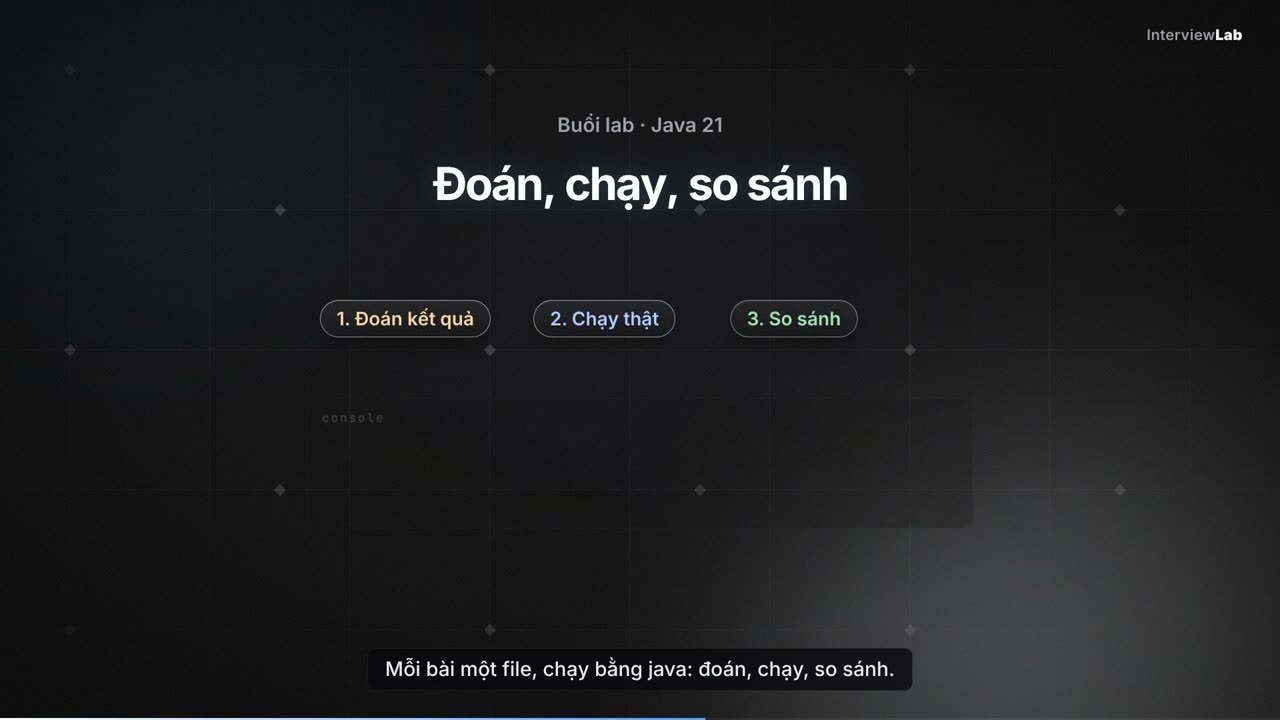 InterviewLab
Buổi lab · Java 21
Đoán, chạy, so sánh
1. Đoán kết quả
2. Chạy thật
3. So sánh
console
Mỗi bài một file, chạy bằng java: đoán, chạy, so sánh.